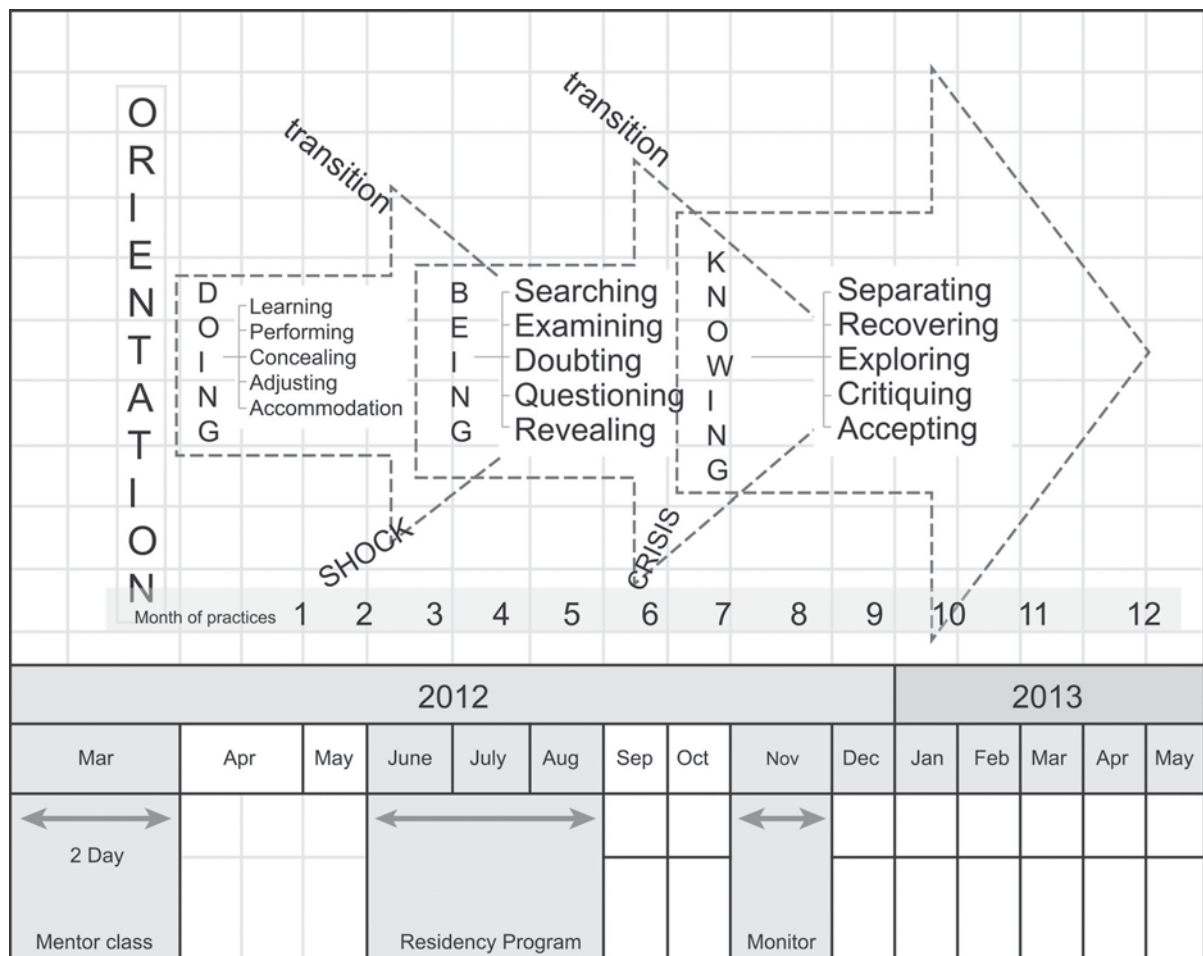 ORIENTATION
transition
transition
DOING
Learning
Performing
Concealing
Adjusting
Accommodation
BEING
Searching
Examining
Doubting
Questioning
Revealing
KNOWING
Separating
Recovering
Exploring
Critiquing
Accepting
SHOCK
CRISIS
Month of practices 1 2 3 4 5 6 7 8 9 10 11 12
2012 2013
Mar Apr May June July Aug Sep Oct Nov Dec Jan Feb Mar Apr May
2 Day
Mentor class Residency Program Monitor